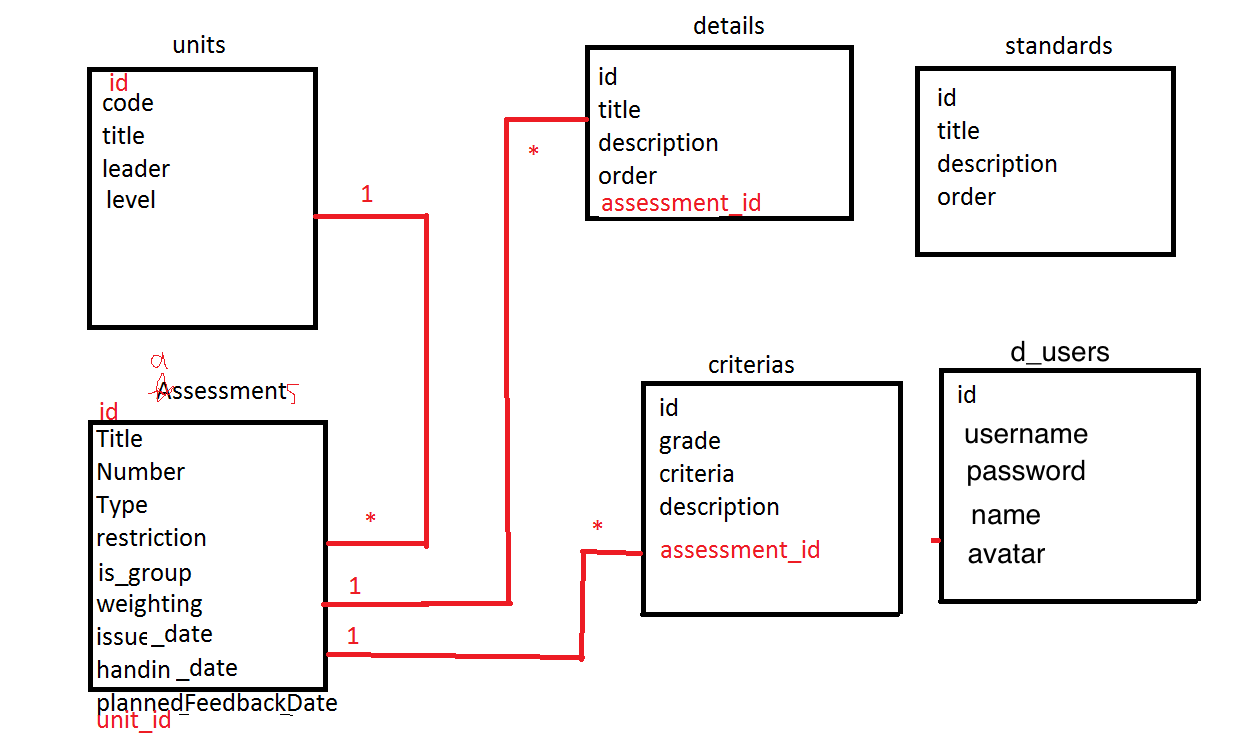 units
id
code
title
leader
level
1
details
id
title
description
order
assessment_id
*
standards
id
title
description
order
a
Assessments
id
Title
Number
Type
restriction
is_group
weighting
issue_date
handin_date
planned_Feedback_Date
unit_id
*
1
1
criterias
id
grade
criteria
description
assessment_id
*
d_users
id
username
password
name
avatar